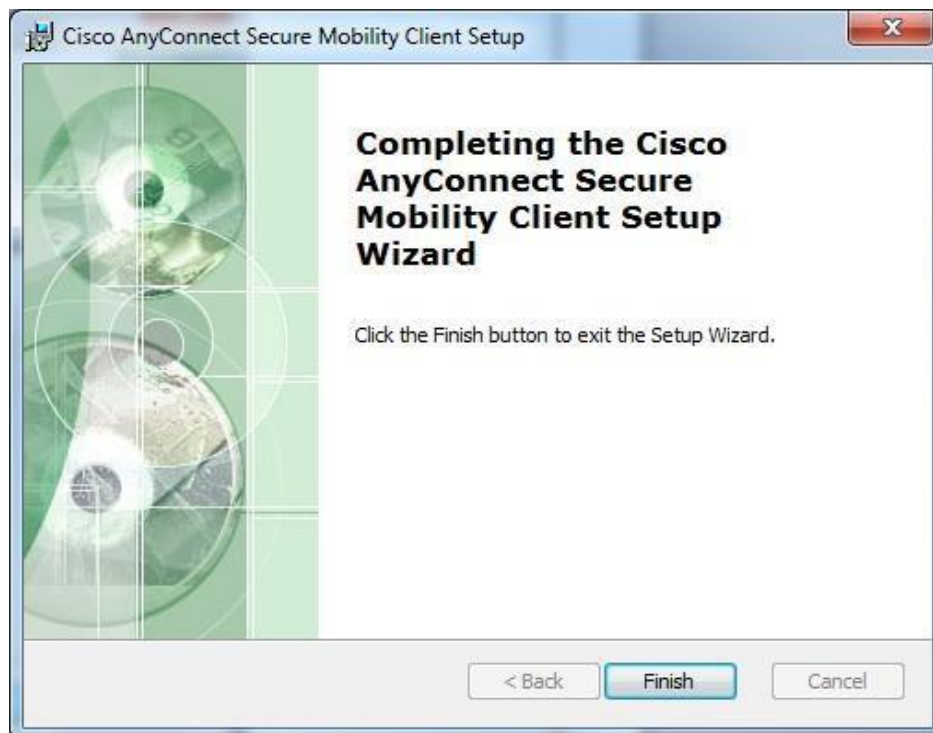 Cisco AnyConnect Secure Mobility Client Setup
Completing the Cisco
AnyConnect Secure
Mobility Client Setup
Wizard
Click the Finish button to exit the Setup Wizard.
< Back
Finish
Cancel